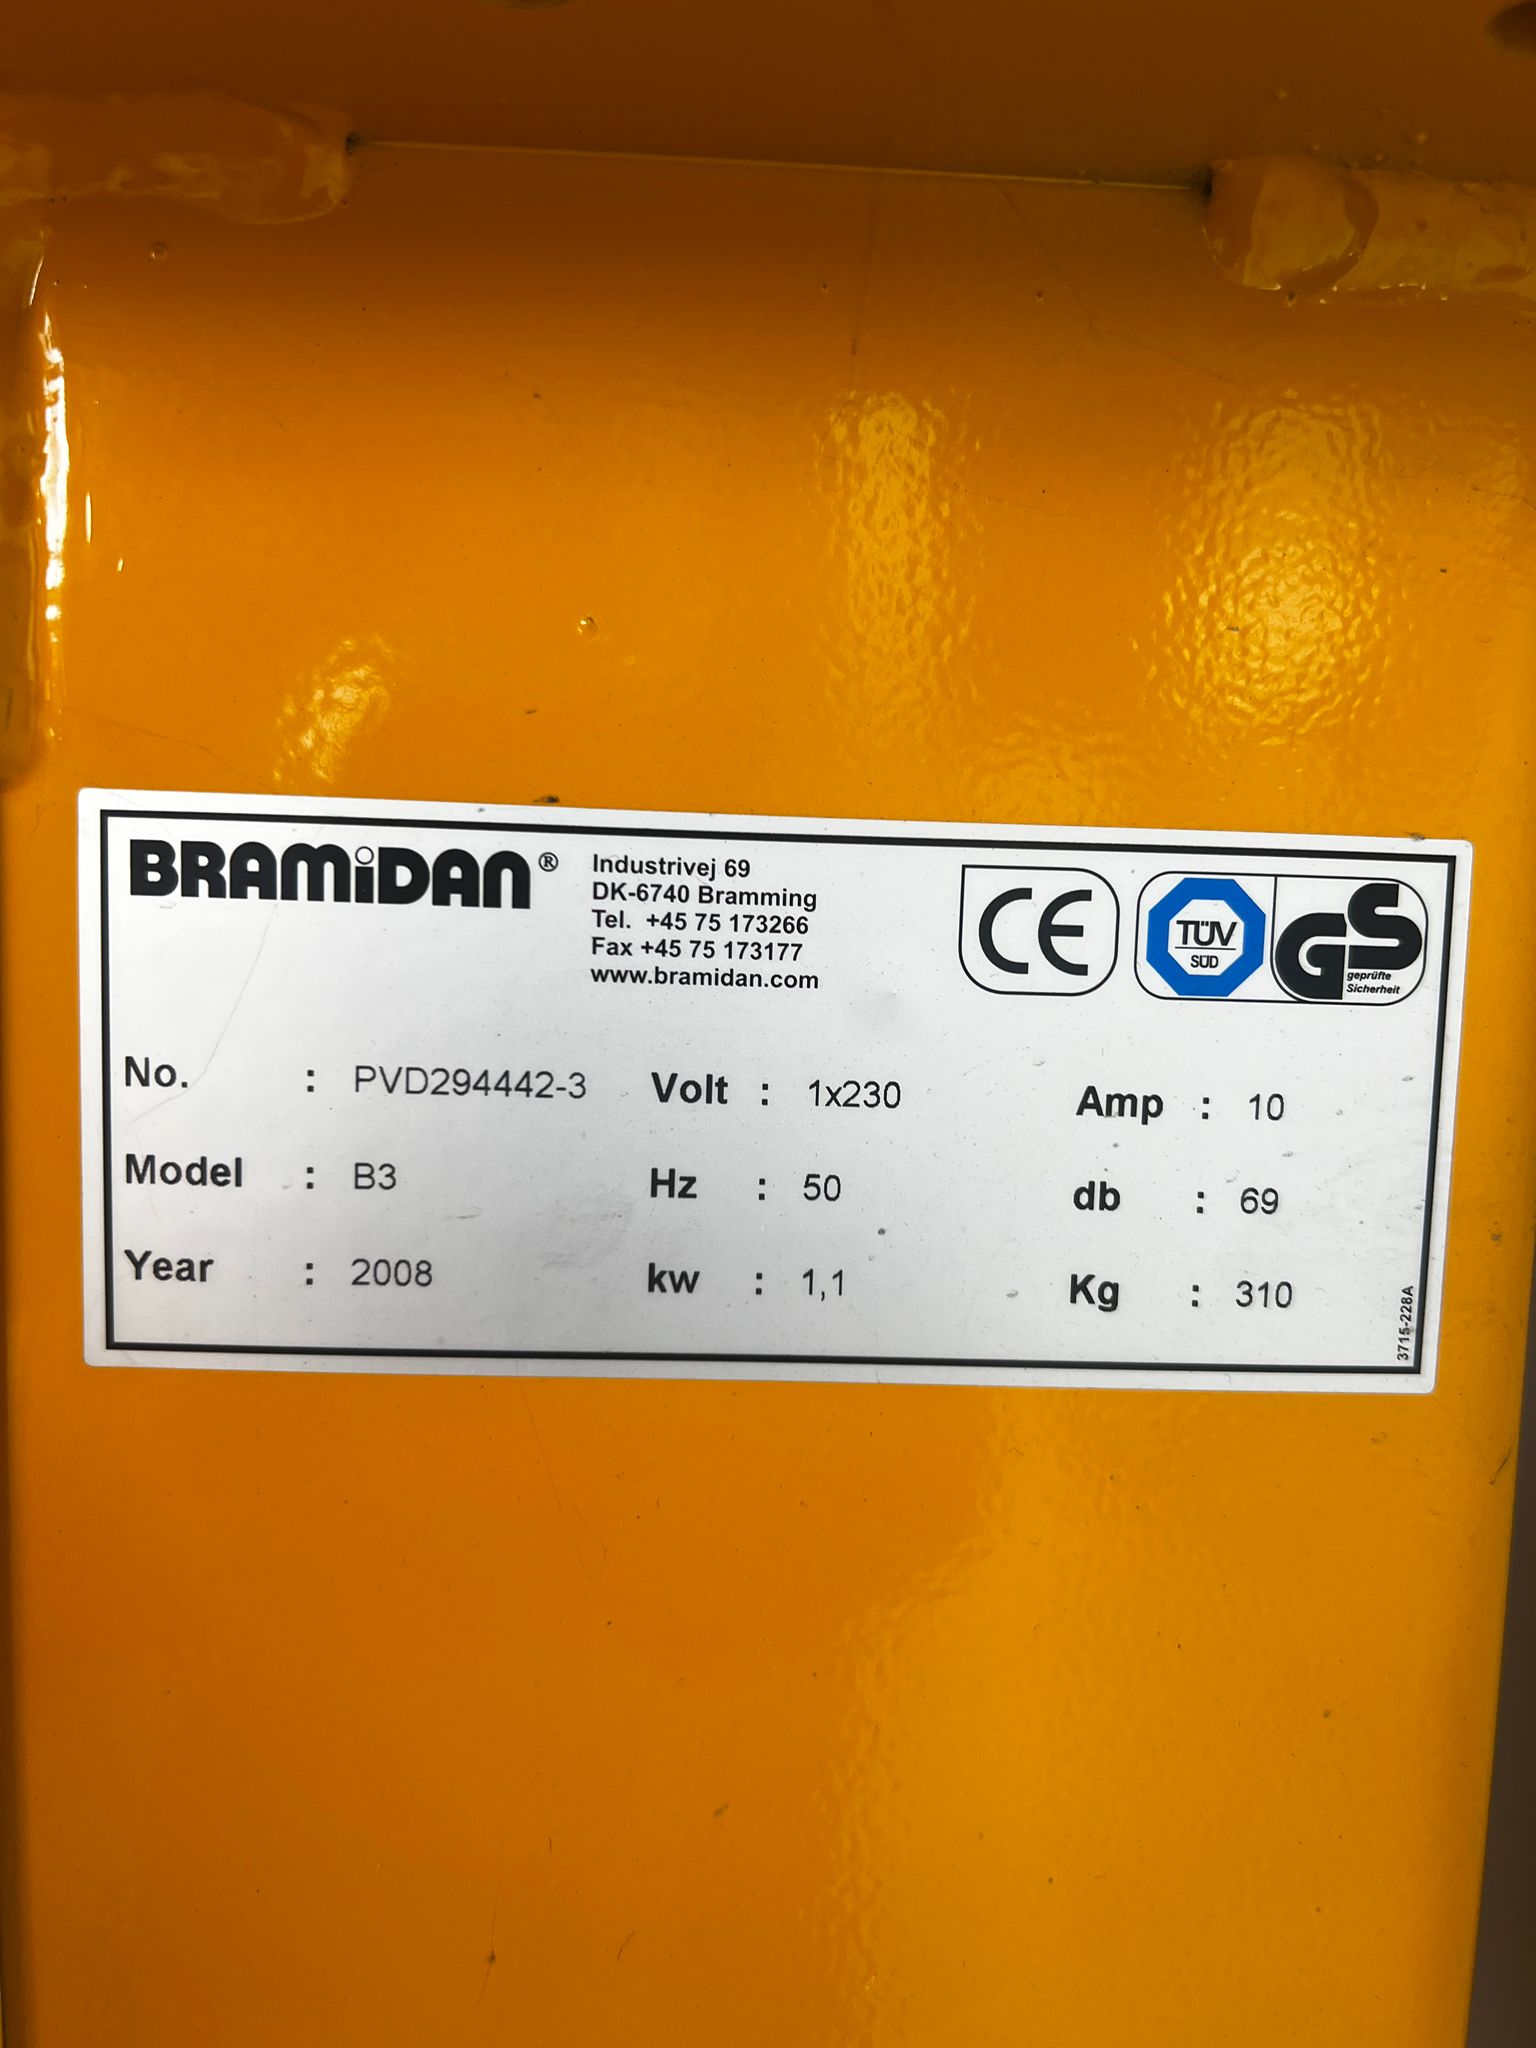 BRAMiDAN®
Industrivej 69
DK-6740 Bramming
Tel. +45 75 173266
Fax +45 75 173177
www.bramidan.com
CE
TÜV
SÜD
GS
geprüfte
Sicherheit
No. : PVD294442-3 Volt : 1x230 Amp : 10
Model : B3 Hz : 50 db : 69
Year : 2008 kw : 1,1 Kg : 310
3715-228A